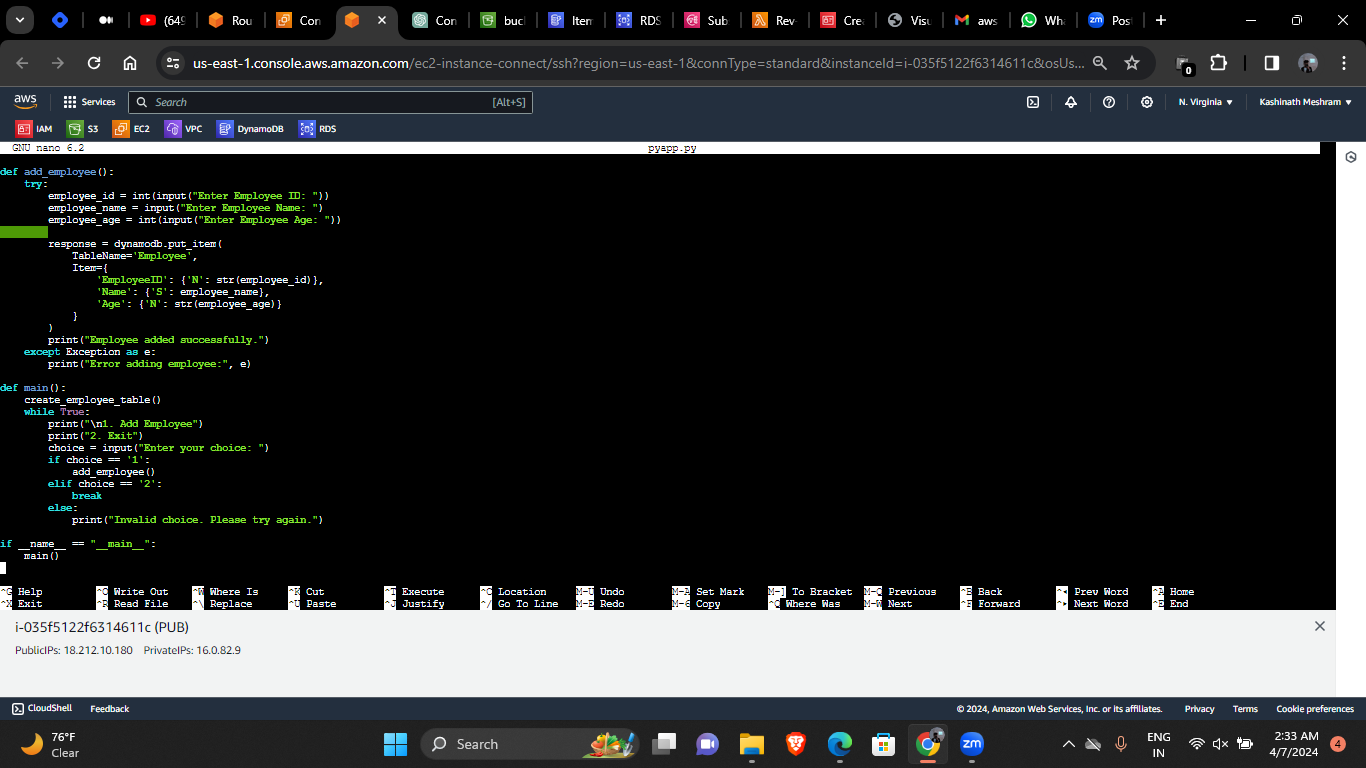 (649
Rou
Con
Con
buc
Item
RDS
Sub
Rev
Crea
Visu
aws
Wha
Post
us-east-1.console.aws.amazon.com/ec2-instance-connect/ssh?region=us-east-1&connType=standard&instanceId=i-035f5122f6314611c&osUs...
0
aws
Services
Search
[Alt+S]
N. Virginia
Kashinath Meshram
IAM
S3
EC2
VPC
DynamoDB
RDS
GNU nano 6.2 pyapp.py
def add_employee():
    try:
        employee_id = int(input("Enter Employee ID: "))
        employee_name = input("Enter Employee Name: ")
        employee_age = int(input("Enter Employee Age: "))
        response = dynamodb.put_item(
            TableName='Employee',
            Item={
                'EmployeeID': {'N': str(employee_id)},
                'Name': {'S': employee_name},
                'Age': {'N': str(employee_age)}
            }
        )
        print("Employee added successfully.")
    except Exception as e:
        print("Error adding employee:", e)
def main():
    create_employee_table()
    while True:
        print("\n1. Add Employee")
        print("2. Exit")
        choice = input("Enter your choice: ")
        if choice == '1':
            add_employee()
        elif choice == '2':
            break
        else:
            print("Invalid choice. Please try again.")
if __name__ == "__main__":
    main()
^G Help ^O Write Out ^W Where Is ^K Cut ^T Execute ^C Location M-U Undo M-A Set Mark M-] To Bracket M-Q Previous ^B Back ^◂ Prev Word ^A Home
^X Exit ^R Read File ^\ Replace ^U Paste ^J Justify ^/ Go To Line M-E Redo M-6 Copy ^Q Where Was M-W Next ^F Forward ^▸ Next Word ^E End
i-035f5122f6314611c (PUB)
PublicIPs: 18.212.10.180 PrivateIPs: 16.0.82.9
CloudShell
Feedback
© 2024, Amazon Web Services, Inc. or its affiliates.
Privacy
Terms
Cookie preferences
76°F
Clear
Search
zm
ENG
IN
2:33 AM
4/7/2024
4